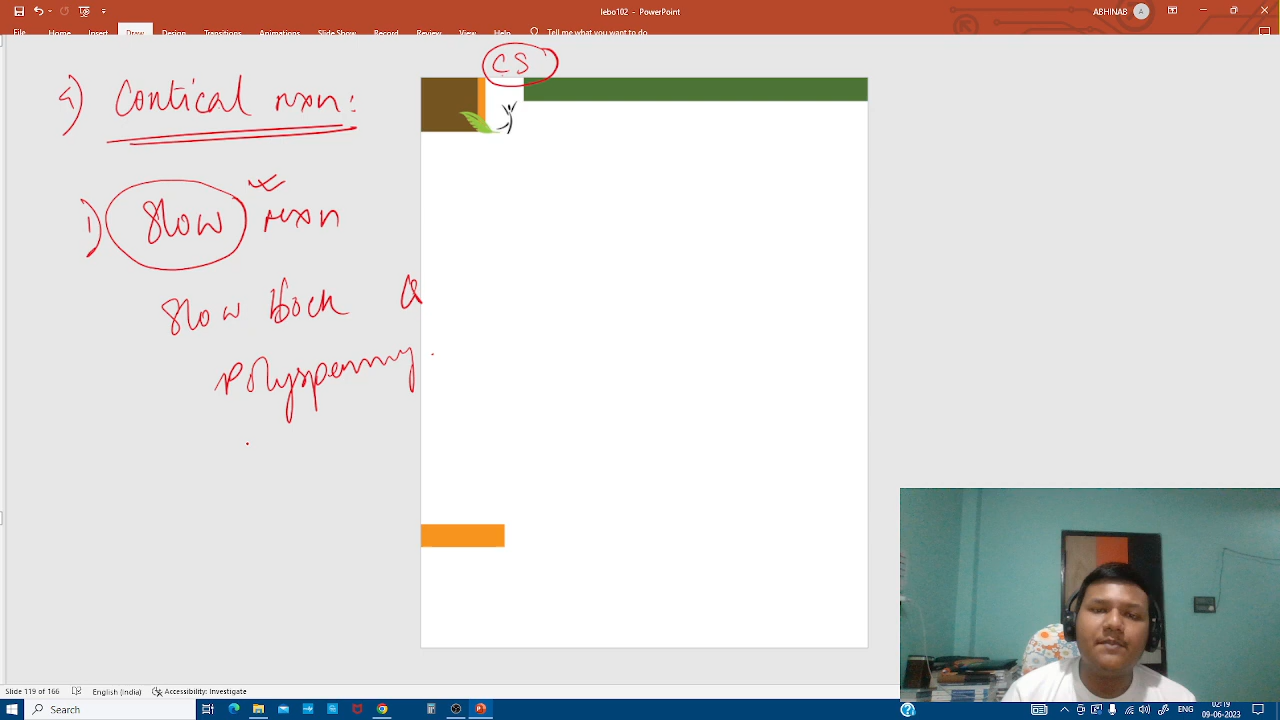 lebo102 - PowerPoint
ABHINAB A
File Home Insert Draw Design Transitions Animations Slide Show Record Review View Help Tell me what you want to do
CS
4) Cortical rxn:
1) Slow rxn
Slow block
Polyspermy.
Slide 119 of 166 English (India) Accessibility: Investigate
Search
ENG
02:19
09-06-2023